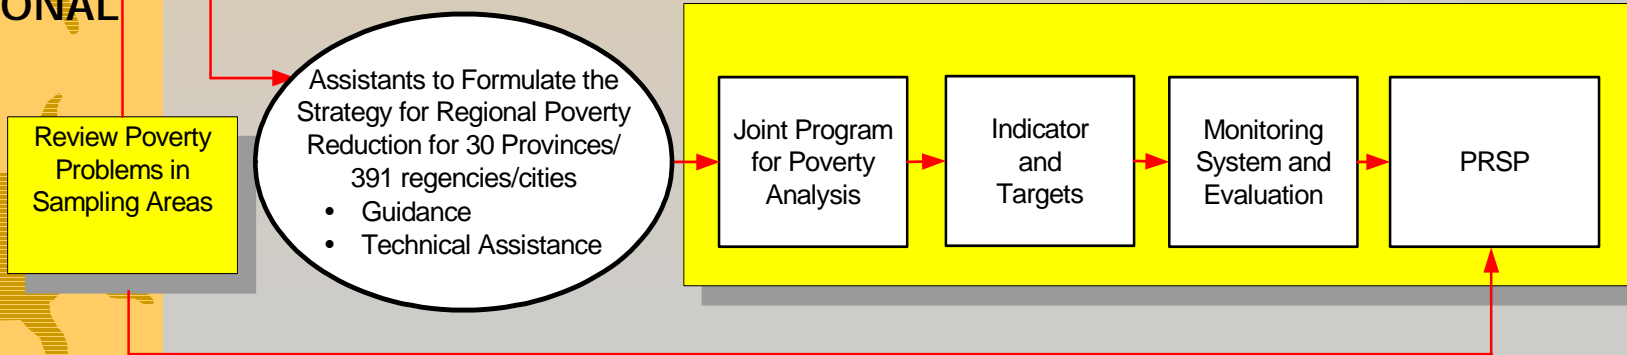 ONAL
Review Poverty
Problems in
Sampling Areas
Assistants to Formulate the
Strategy for Regional Poverty
Reduction for 30 Provinces/
391 regencies/cities
• Guidance
• Technical Assistance
Joint Program
for Poverty
Analysis
Indicator
and
Targets
Monitoring
System and
Evaluation
PRSP